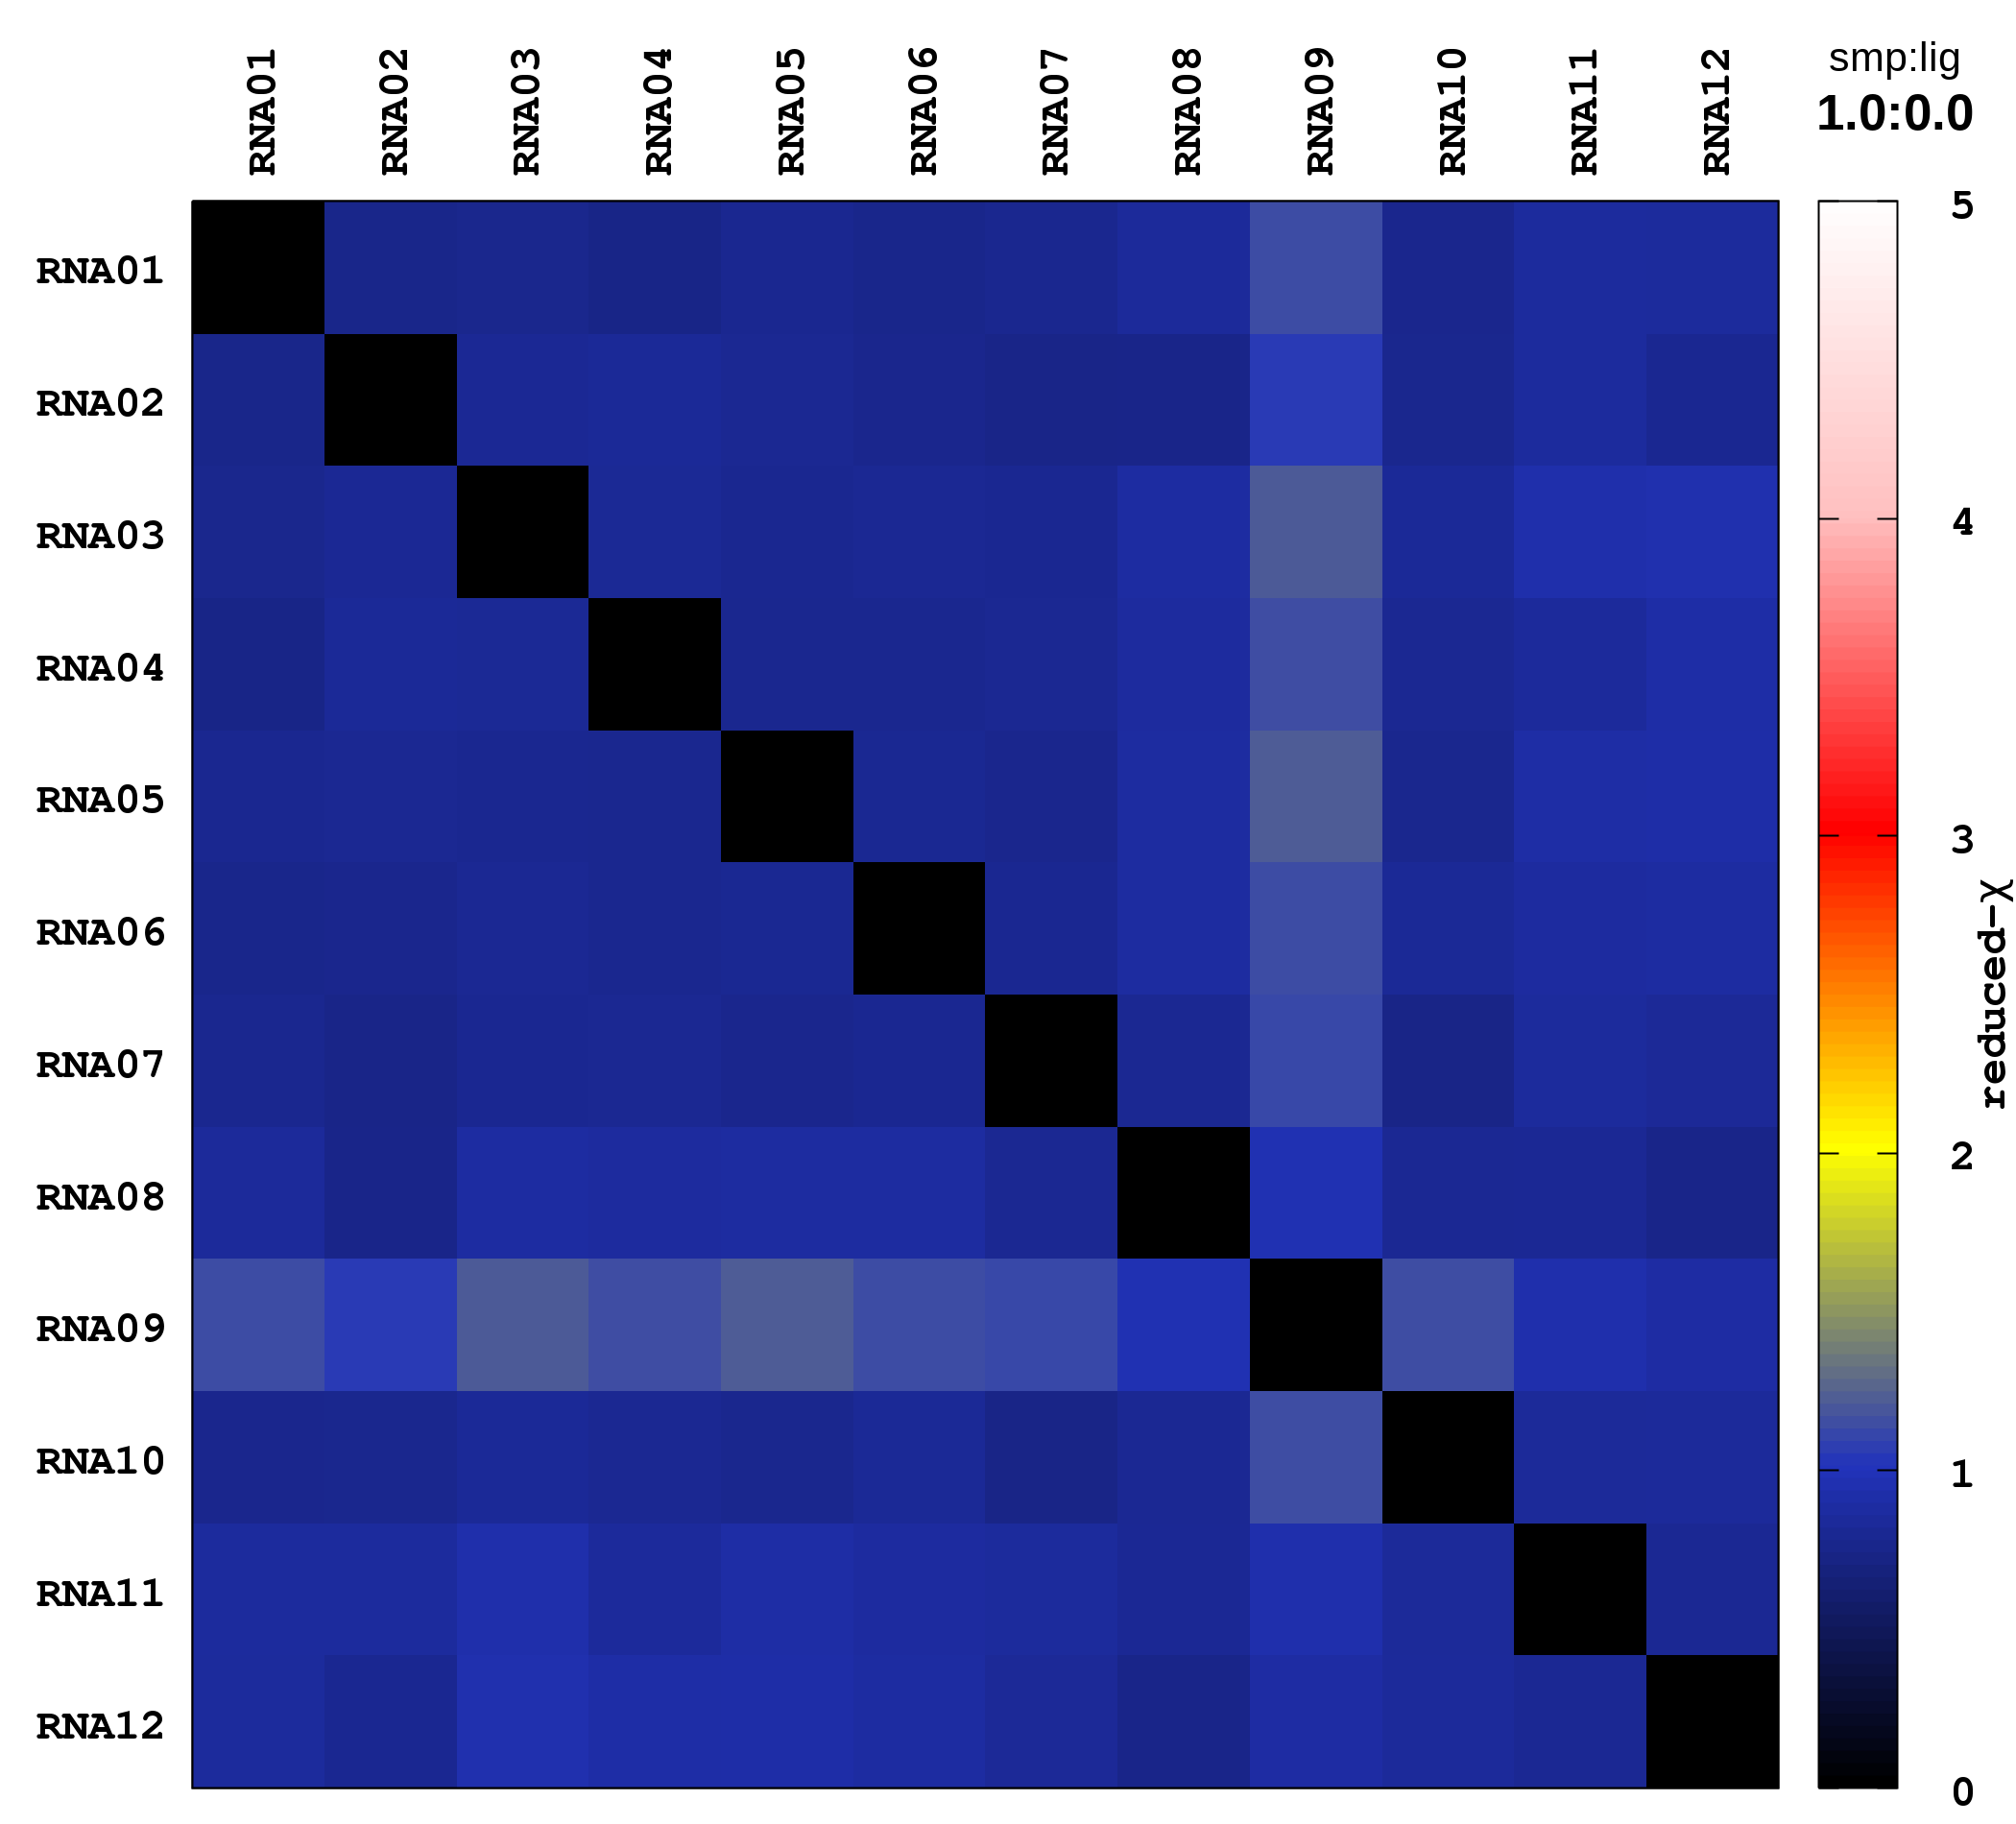 RNA01 RNA02 RNA03 RNA04 RNA05 RNA06 RNA07 RNA08 RNA09 RNA10 RNA11 RNA12
smp:lig
1.0:0.0
RNA01
RNA02
RNA03
RNA04
RNA05
RNA06
RNA07
RNA08
RNA09
RNA10
RNA11
RNA12
5
4
3
2
1
0
reduced-χ